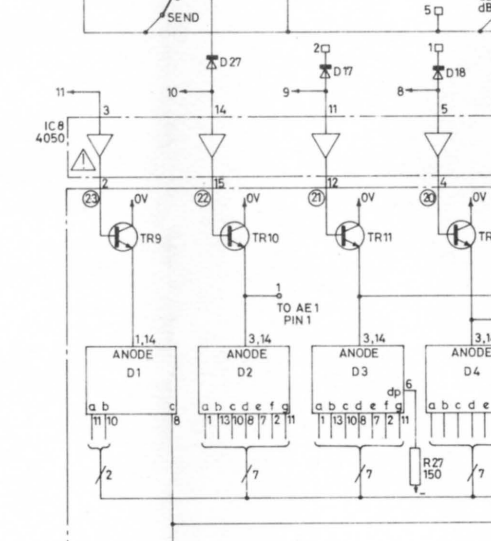 SEND
5
dB
D27
2
D17
1
D18
11
10
9
8
3
14
11
5
IC8
4050
2
15
12
4
23
22
21
20
0V
0V
0V
0V
TR9
TR10
TR11
TR
1
TO AE1
PIN 1
1,14
3,14
3,14
3,1
ANODE
ANODE
ANODE
ANODE
D1
D2
D3
D4
dp
6
a b c
a b c d e f g
a b c d e f g
a b c d e
11 10 8
1 13 10 8 7 2 11
1 13 10 8 7 2 11
R27
150
2
7
7
7